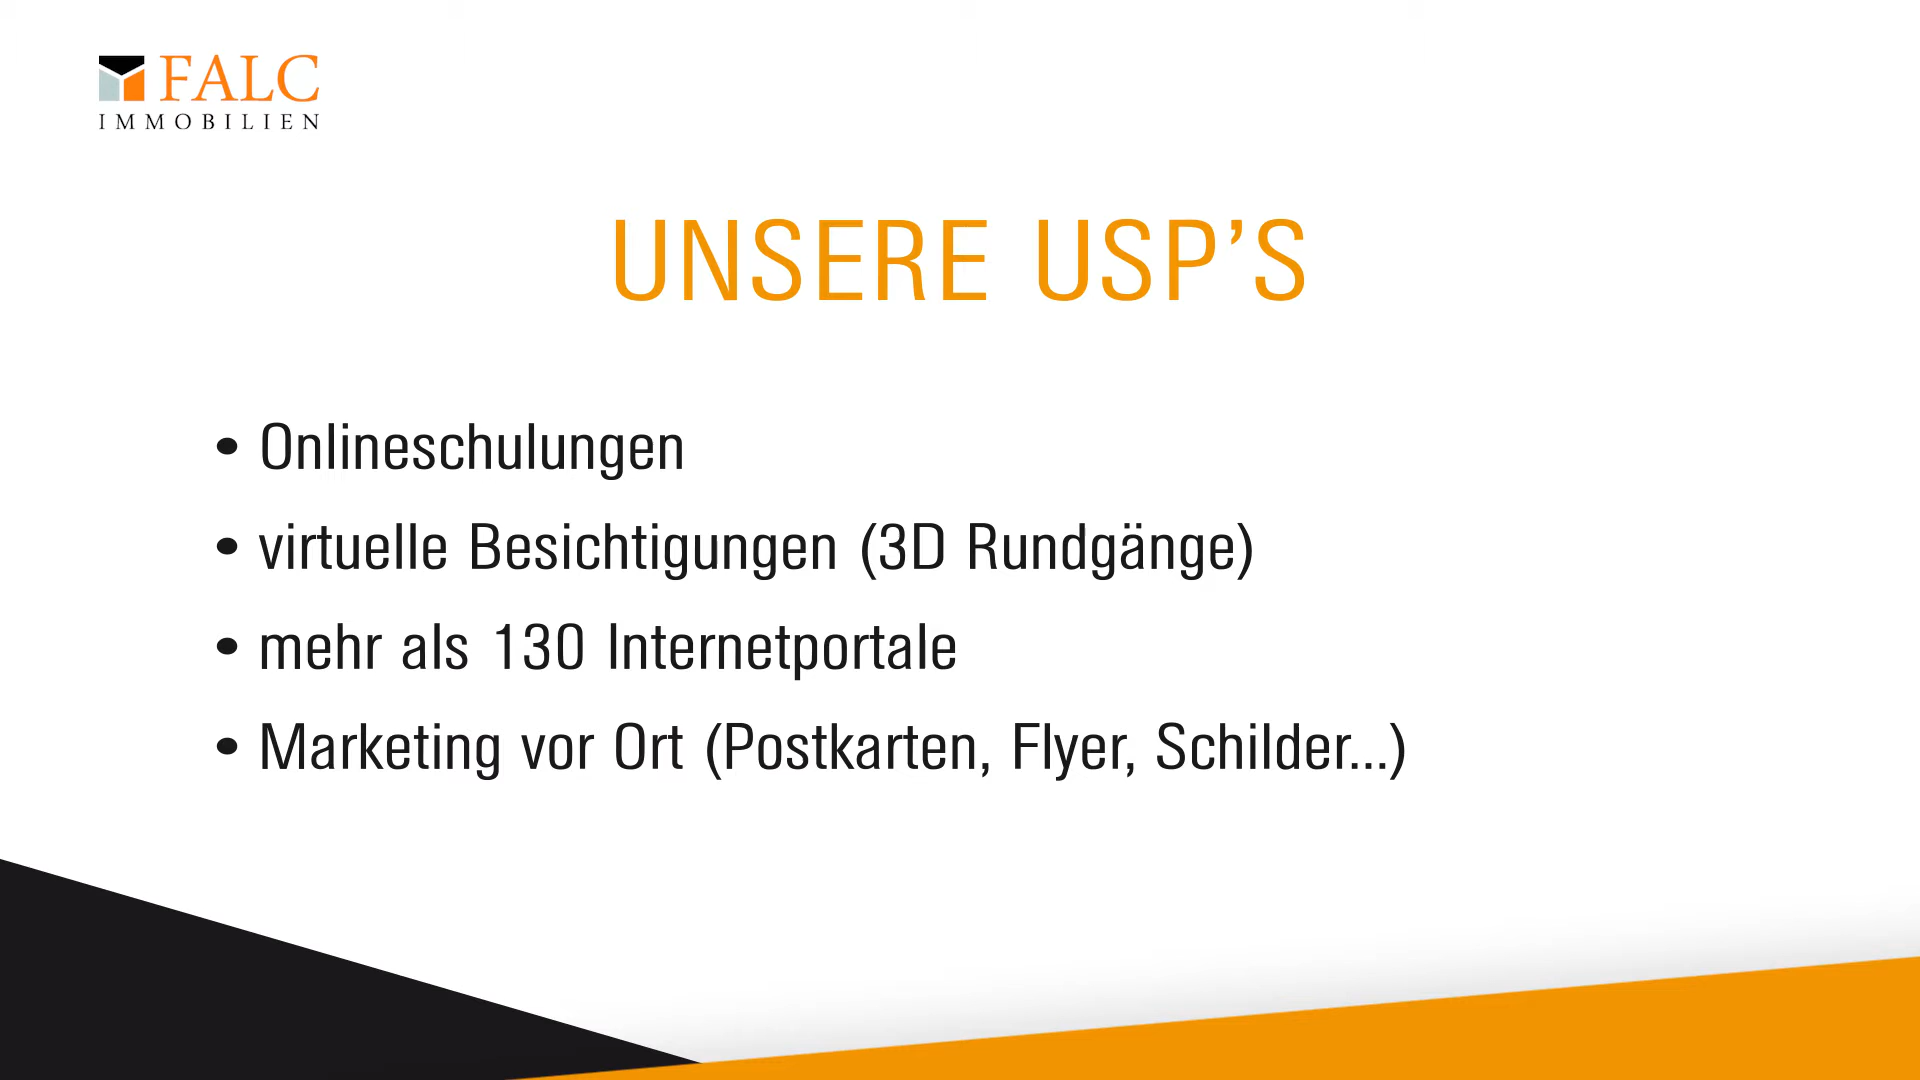 FALC
IMMOBILIEN
UNSERE USP’S
• Onlineschulungen
• virtuelle Besichtigungen (3D Rundgänge)
• mehr als 130 Internetportale
• Marketing vor Ort (Postkarten, Flyer, Schilder...)